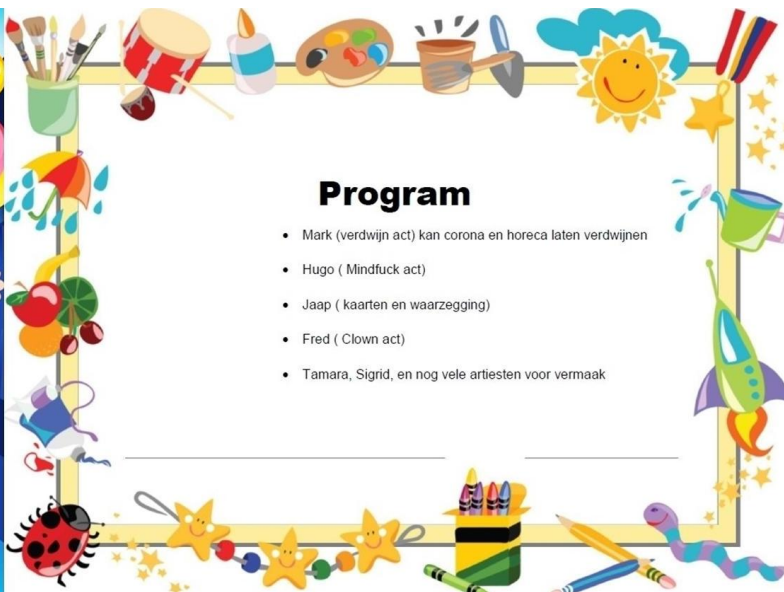 Program
• Mark (verdwijn act) kan corona en horeca laten verdwijnen
• Hugo ( Mindfuck act)
• Jaap ( kaarten en waarzegging)
• Fred ( Clown act)
• Tamara, Sigrid, en nog vele artiesten voor vermaak